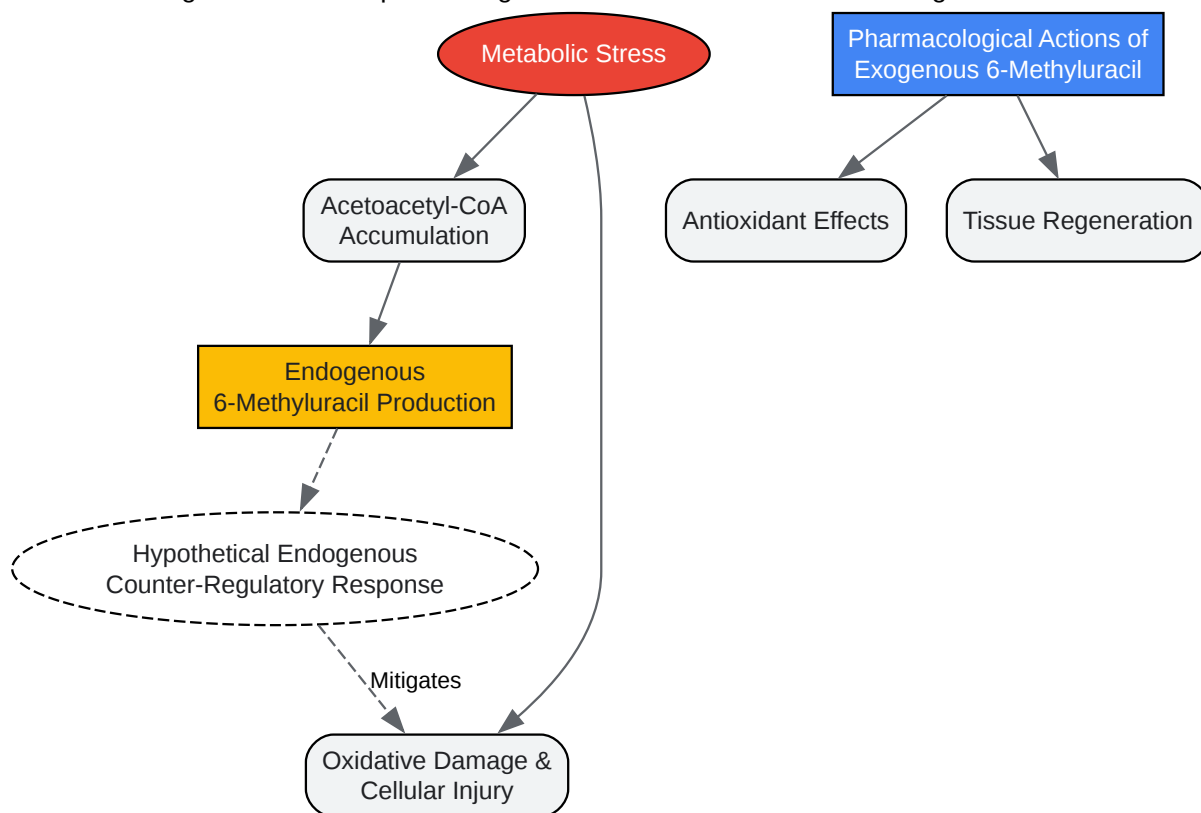 Metabolic Stress
Pharmacological Actions of
Exogenous 6-Methyluracil
Acetoacetyl-CoA
Accumulation
Antioxidant Effects
Tissue Regeneration
Endogenous
6-Methyluracil Production
Hypothetical Endogenous
Counter-Regulatory Response
Mitigates
Oxidative Damage &
Cellular Injury